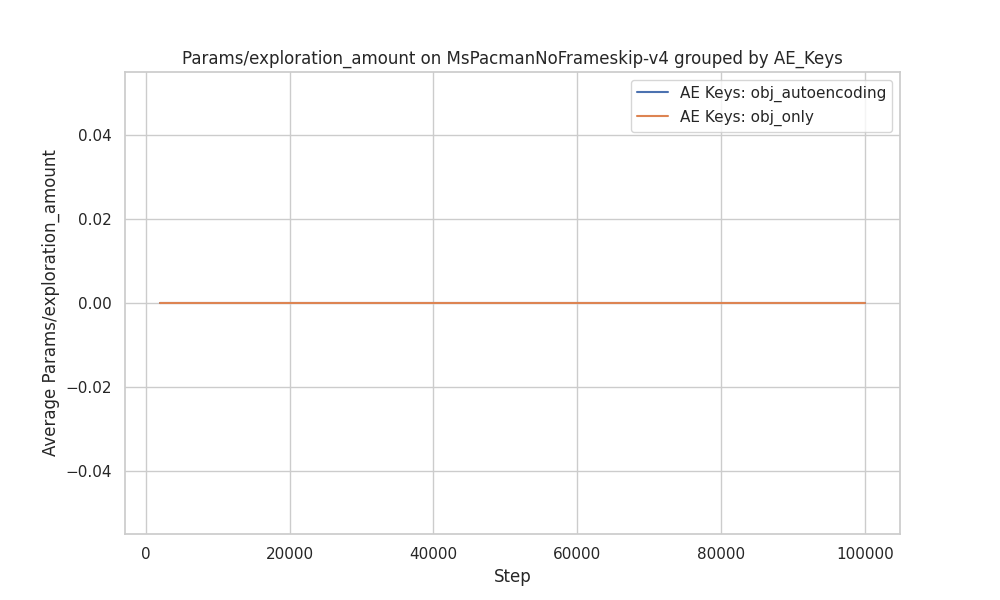 Params/exploration_amount on MsPacmanNoFrameskip-v4 grouped by AE_Keys
AE Keys: obj_autoencoding
AE Keys: obj_only
Average Params/exploration_amount
0.04
0.02
0.00
−0.02
−0.04
0
20000
40000
60000
80000
100000
Step